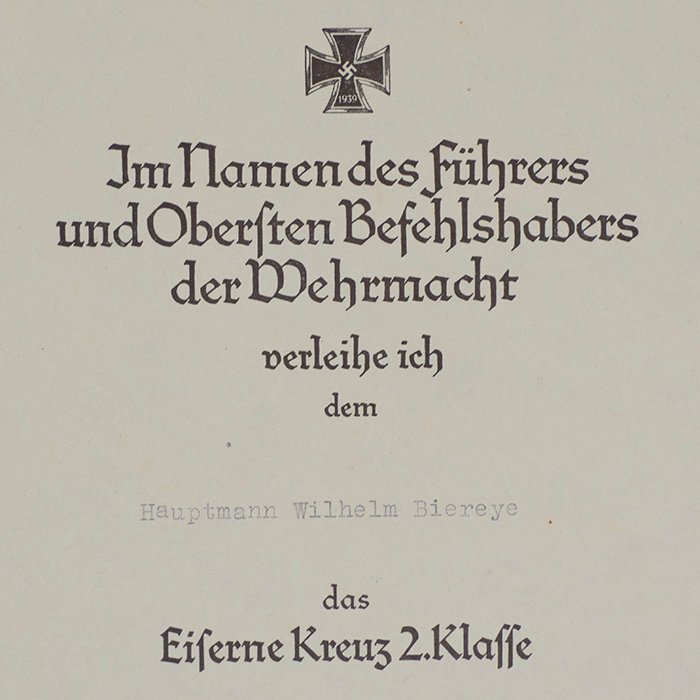 1939
Im Namen des Führers
und Oberſten Befehlshabers
der Wehrmacht
verleihe ich
dem
Hauptmann Wilhelm Biereye
das
Eiſerne Kreuz 2.Klaſſe